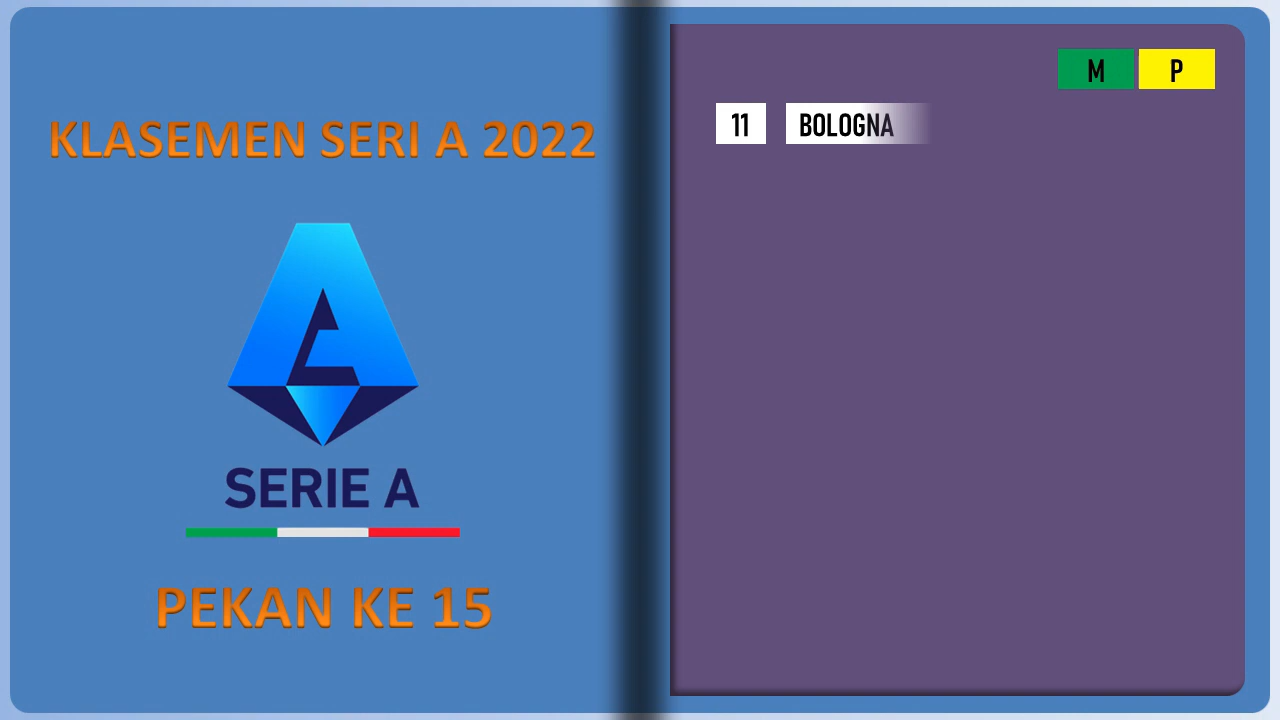 KLASEMEN SERI A 2022
SERIE A
PEKAN KE 15
M P
11 BOLOGNA